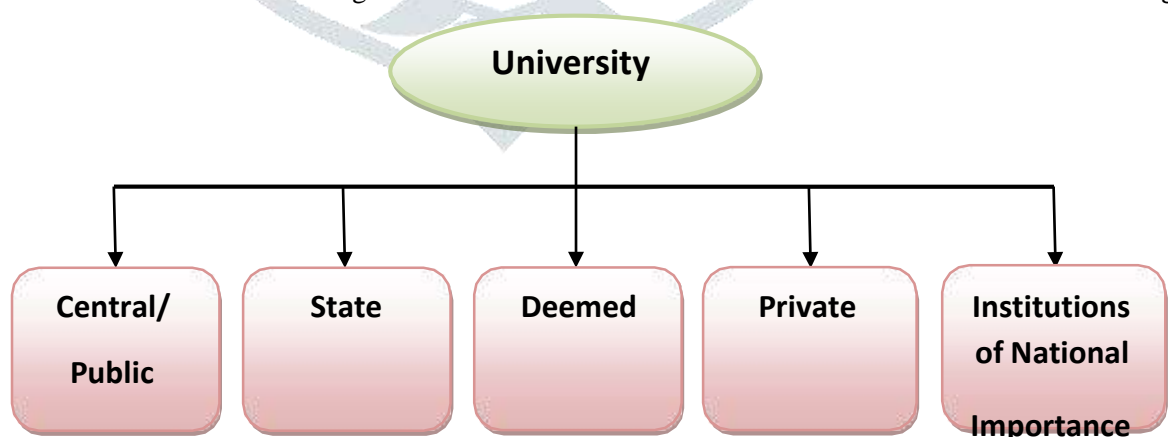 University
Central/
Public
State
Deemed
Private
Institutions
of National
Importance